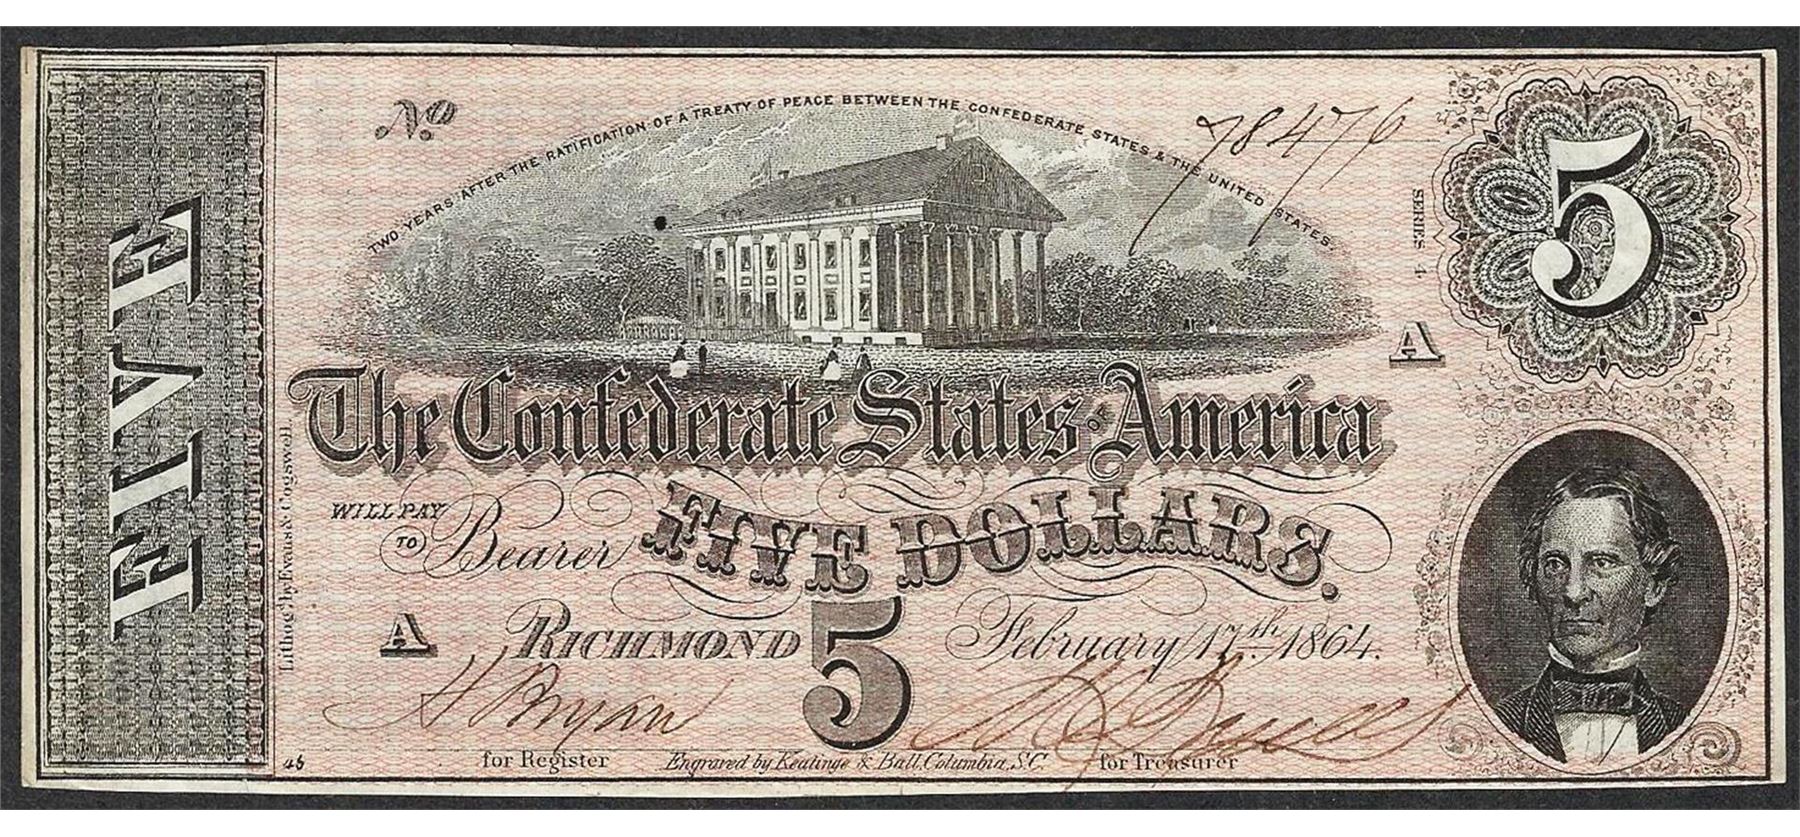 FIVE
No
TWO YEARS AFTER THE RATIFICATION OF A TREATY OF PEACE BETWEEN THE CONFEDERATE STATES & THE UNITED STATES.
78476
SERIES 4
5
A
The Confederate States of America
WILL PAY
TO Bearer FIVE DOLLARS.
A RICHMOND 5 February 17th 1864.
Lithog'd by Evans & Cogswell.
H Bryan
46 for Register Engraved by Keatinge & Ball, Columbia, S.C. for Treasurer